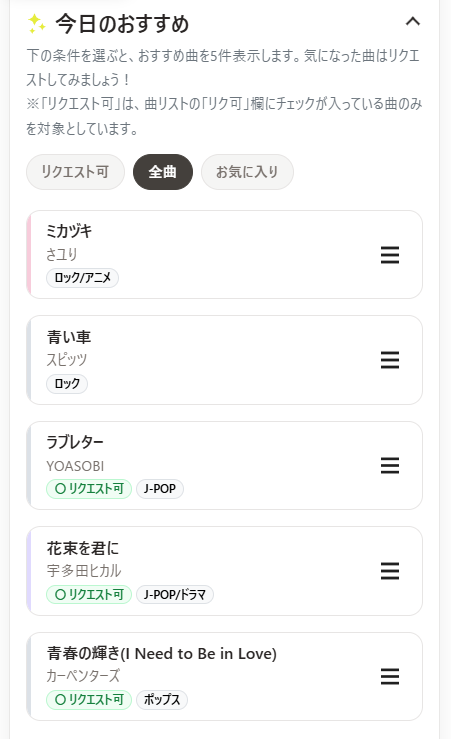 今日のおすすめ
下の条件を選ぶと、おすすめ曲を5件表示します。気になった曲はリクエ
ストしてみましょう！
※「リクエスト可」は、曲リストの「リク可」欄にチェックが入っている曲のみ
を対象としています。
リクエスト可 全曲 お気に入り
ミカヅキ
さユり
ロック/アニメ
青い車
スピッツ
ロック
ラブレター
YOASOBI
〇リクエスト可 J-POP
花束を君に
宇多田ヒカル
〇リクエスト可 J-POP/ドラマ
青春の輝き(I Need to Be in Love)
カーペンターズ
〇リクエスト可 ポップス